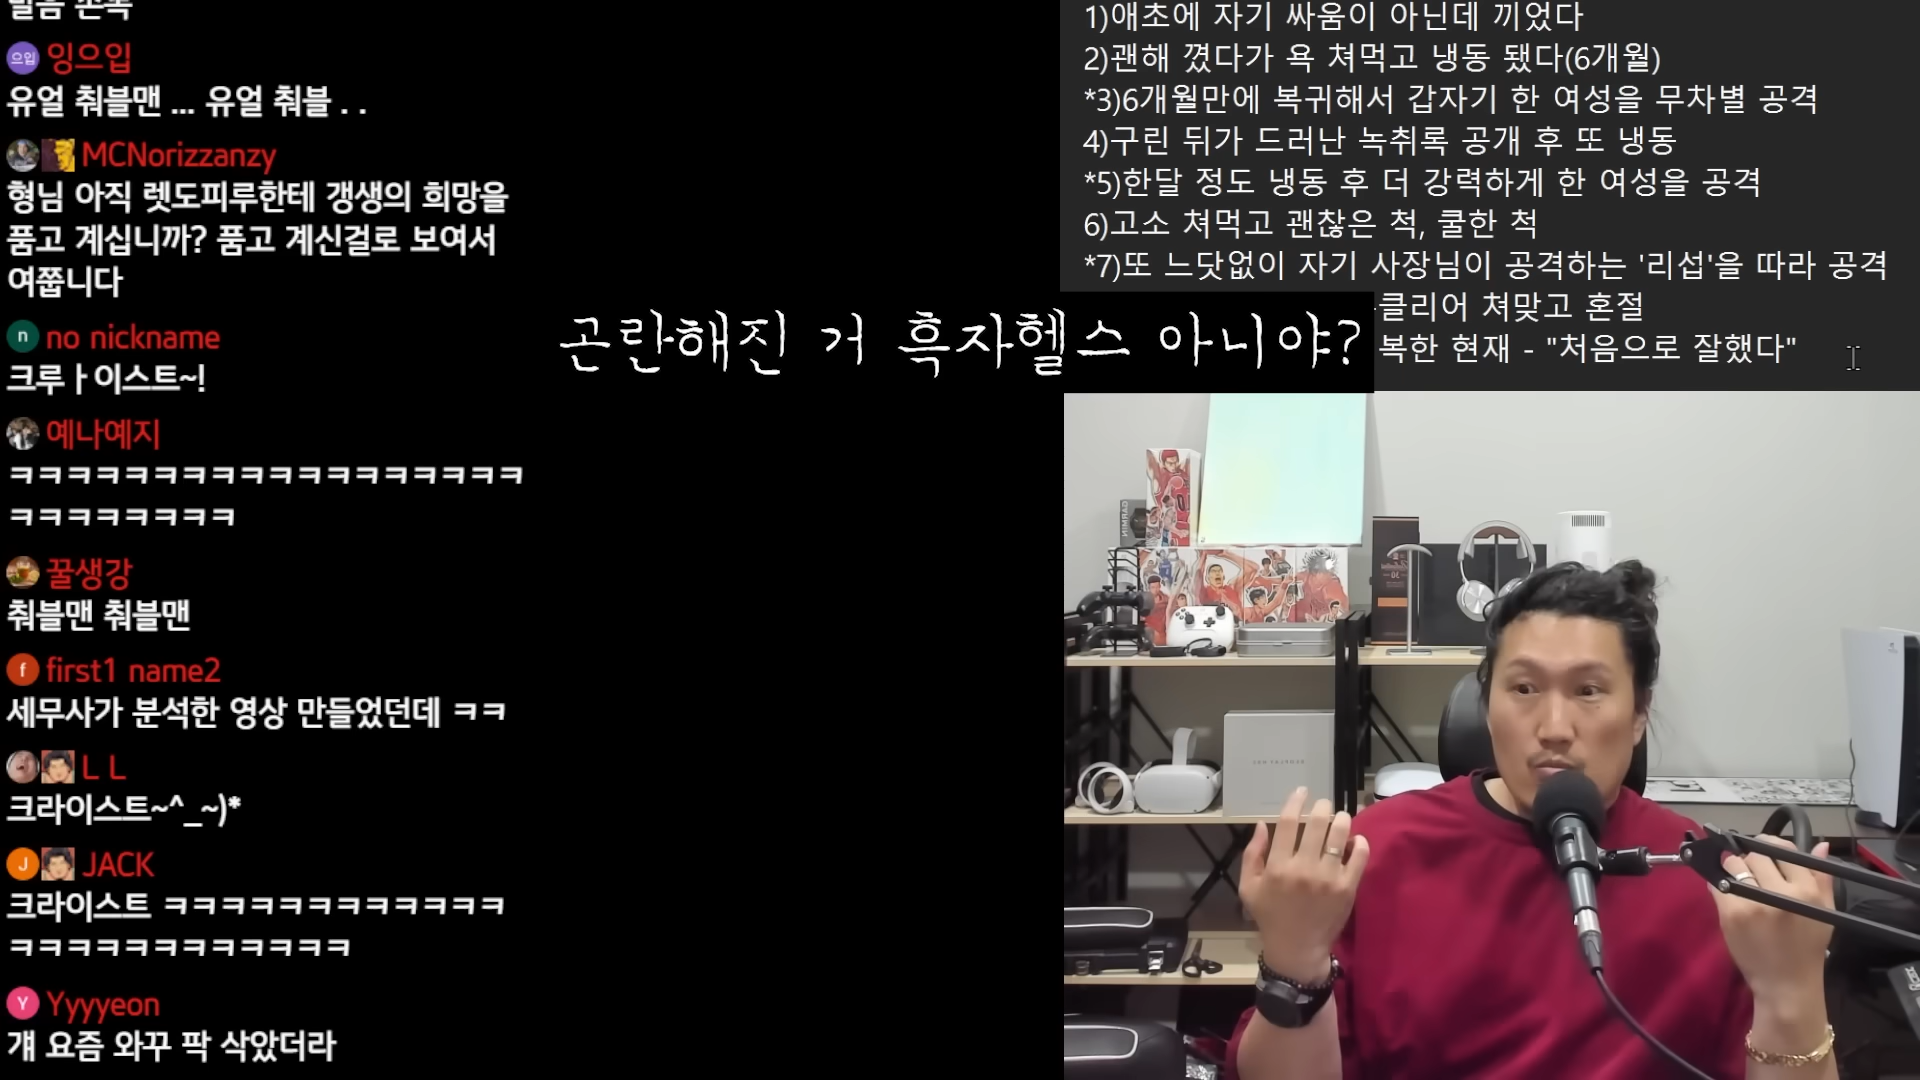 잉으입
유얼 춰블맨 ... 유얼 춰블 . .
MCNorizzanzy
형님 아직 렛도피루한테 갱생의 희망을
품고 계십니까? 품고 계신걸로 보여서
여쭙니다
n
no nickname
크루ㅏ이스트~!
예나예지
ㅋㅋㅋㅋㅋㅋㅋㅋㅋㅋㅋㅋㅋㅋㅋㅋㅋㅋ
ㅋㅋㅋㅋㅋㅋㅋㅋ
꿀생강
춰블맨 춰블맨
f
first1 name2
세무사가 분석한 영상 만들었던데 ㅋㅋ
L L
크라이스트~^_~)*
J
JACK
크라이스트 ㅋㅋㅋㅋㅋㅋㅋㅋㅋㅋㅋㅋ
ㅋㅋㅋㅋㅋㅋㅋㅋㅋㅋㅋㅋ
Y
Yyyyeon
걔 요즘 와꾸 팍 삭았더라
1)애초에 자기 싸움이 아닌데 끼었다
2)괜해 꼈다가 욕 쳐먹고 냉동 됐다(6개월)
*3)6개월만에 복귀해서 갑자기 한 여성을 무차별 공격
4)구린 뒤가 드러난 녹취록 공개 후 또 냉동
*5)한달 정도 냉동 후 더 강력하게 한 여성을 공격
6)고소 쳐먹고 괜찮은 척, 쿨한 척
*7)또 느닷없이 자기 사장님이 공격하는 '리섭'을 따라 공격
클리어 쳐맞고 혼절
복한 현재 - "처음으로 잘했다"
곤란해진 거 흑자헬스 아니야?